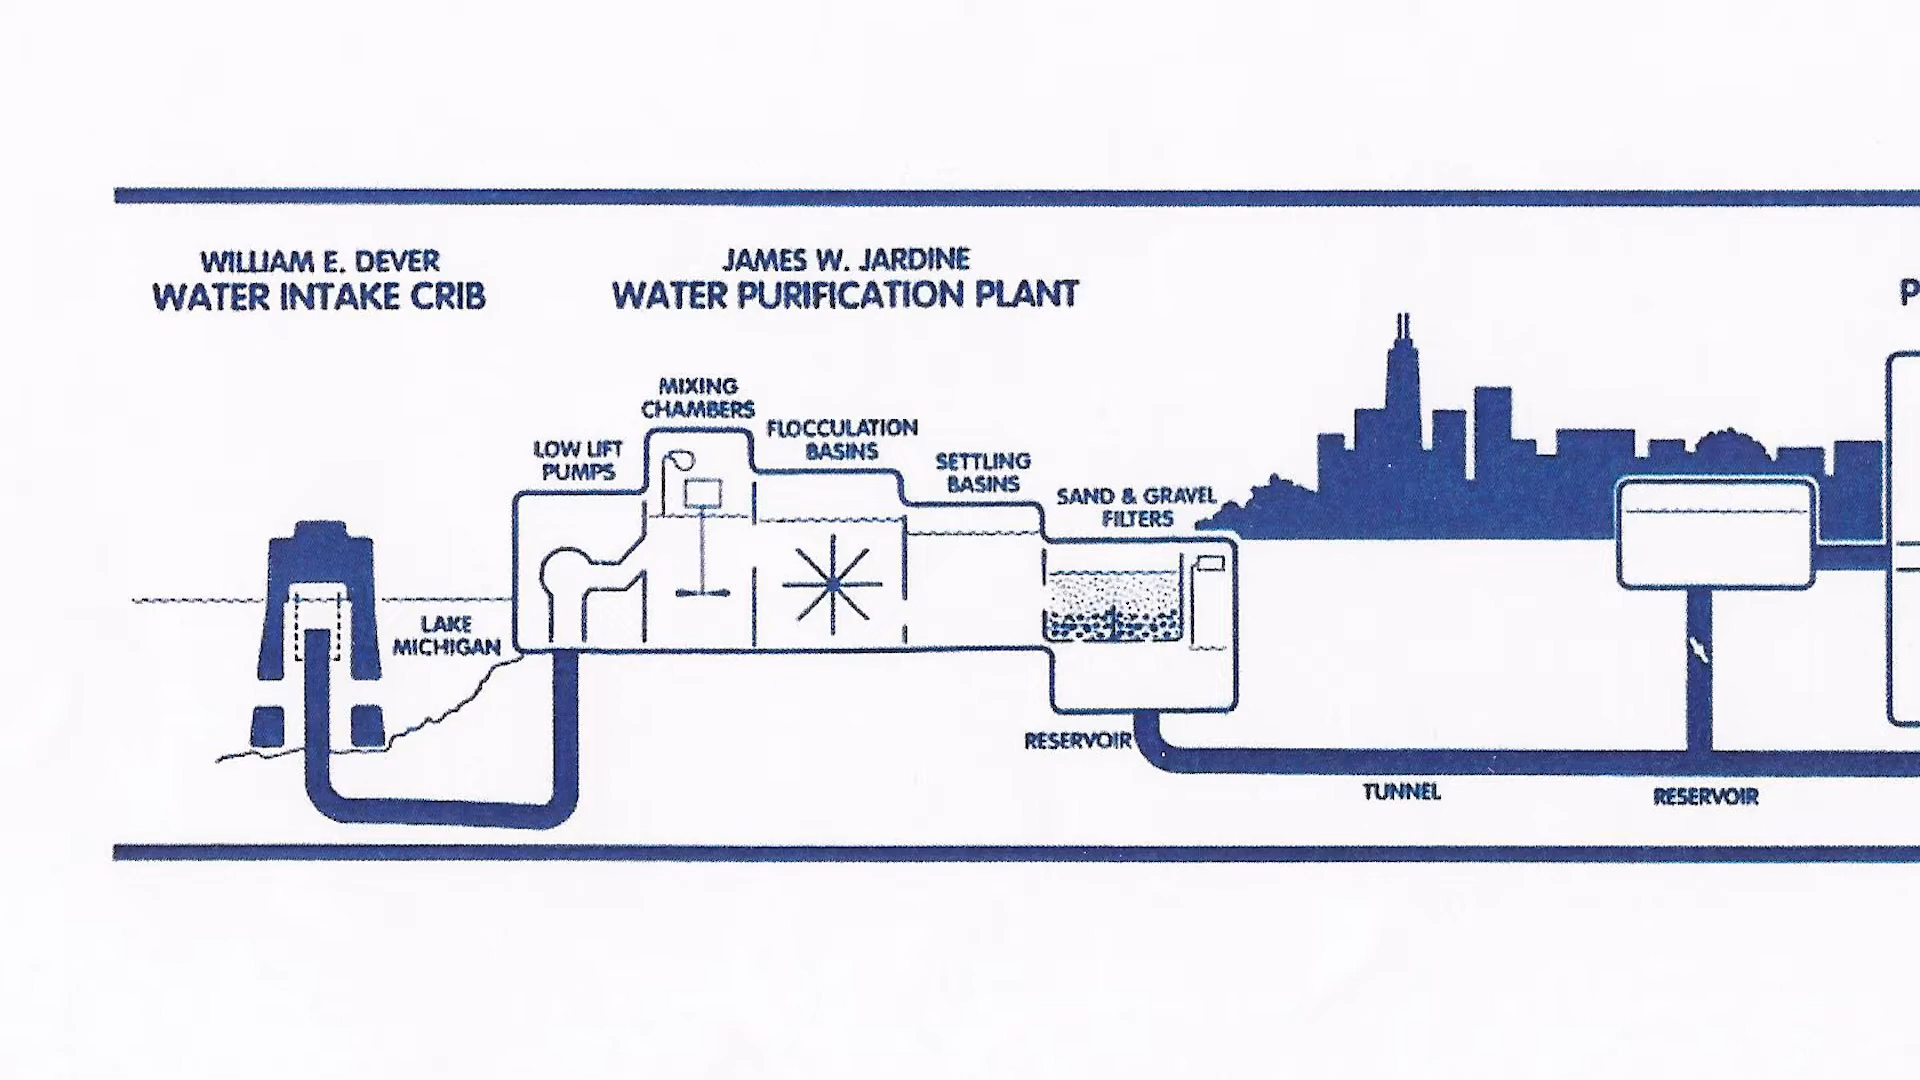 WILLIAM E. DEVER
WATER INTAKE CRIB
JAMES W. JARDINE
WATER PURIFICATION PLANT
P
MIXING
CHAMBERS
LOW LIFT
PUMPS
FLOCCULATION
BASINS
SETTLING
BASINS
SAND & GRAVEL
FILTERS
LAKE
MICHIGAN
RESERVOIR
TUNNEL
RESERVOIR